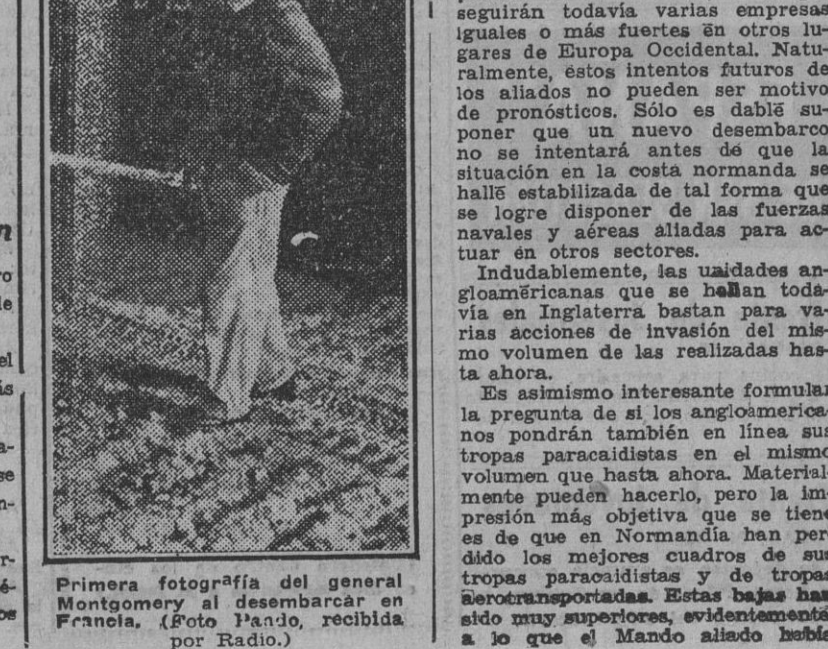 n
ro
le
el
ás
a-
se
n-
r-
é-
os
Primera fotografía del general
Montgomery al desembarcar en
Francia. (Foto Pando, recibida
por Radio.)
seguirán todavía varias empresas
iguales o más fuertes en otros lu-
gares de Europa Occidental. Natu-
ralmente, estos intentos futuros de
los aliados no pueden ser motivo
de pronósticos. Sólo es dable su-
poner que un nuevo desembarco
no se intentará antes de que la
situación en la costa normanda se
halle estabilizada de tal forma que
se logre disponer de las fuerzas
navales y aéreas aliadas para ac-
tuar en otros sectores.
Indudablemente, las unidades an-
gloaméricanas que se hallan toda-
vía en Inglaterra bastan para va-
rias acciones de invasión del mis-
mo volumen de las realizadas has-
ta ahora.
Es asimismo interesante formular
la pregunta de si los angloamerica-
nos pondrán también en línea sus
tropas paracaidistas en el mismo
volumen que hasta ahora. Material-
mente pueden hacerlo, pero la im-
presión más objetiva que se tiene
es de que en Normandía han per-
dido los mejores cuadros de sus
tropas paracaidistas y de tropas
aerotransportadas. Estas bajas han
sido muy superiores, evidentemente
a lo que el Mando aliado había